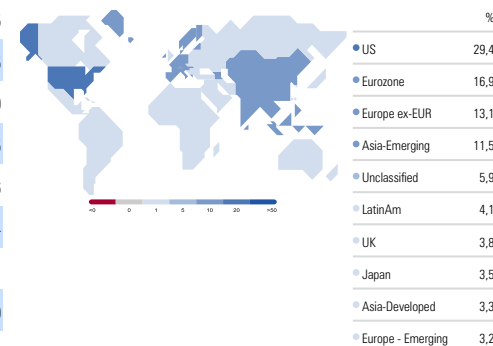 %
US 29,4
Eurozone 16,9
Europe ex-EUR 13,1
Asia-Emerging 11,5
Unclassified 5,9
LatinAm 4,1
UK 3,8
Japan 3,5
Asia-Developed 3,3
Europe - Emerging 3,2
<0 0 1 5 10 20 >50